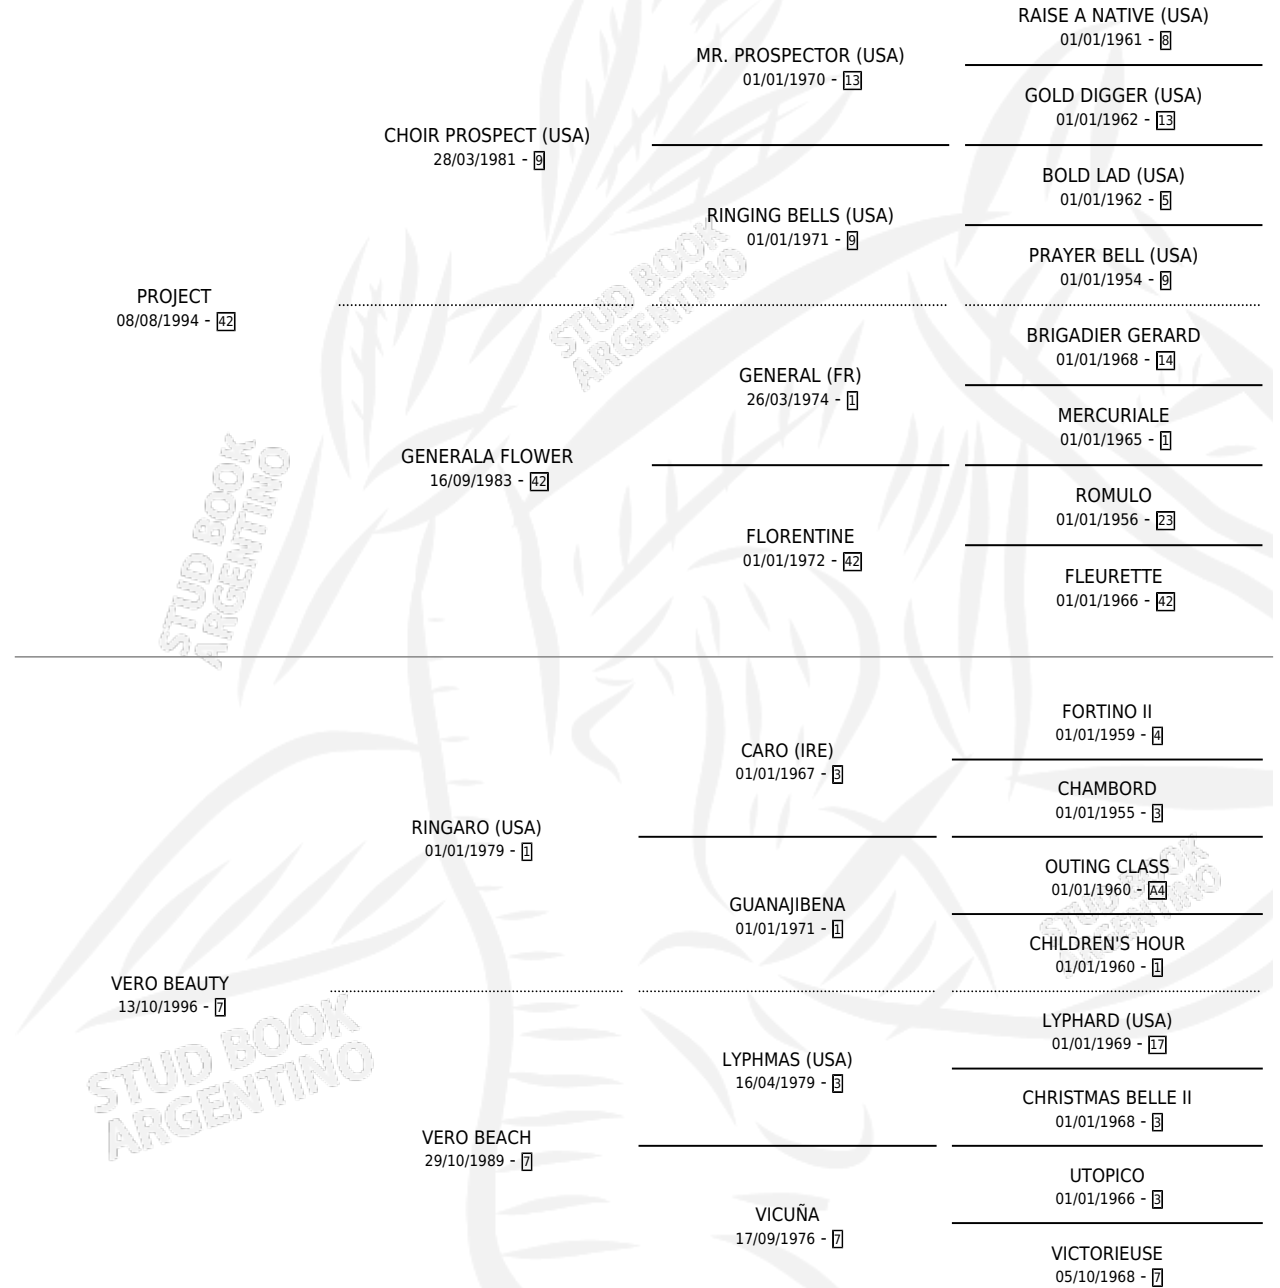 RAISE A NATIVE (USA)
01/01/1961 - 8
MR. PROSPECTOR (USA)
01/01/1970 - 13
GOLD DIGGER (USA)
01/01/1962 - 13
CHOIR PROSPECT (USA)
28/03/1981 - 9
BOLD LAD (USA)
01/01/1962 - 5
RINGING BELLS (USA)
01/01/1971 - 9
PRAYER BELL (USA)
01/01/1954 - 9
PROJECT
08/08/1994 - 42
BRIGADIER GERARD
01/01/1968 - 14
GENERAL (FR)
26/03/1974 - 1
MERCURIALE
01/01/1965 - 1
GENERALA FLOWER
16/09/1983 - 42
ROMULO
01/01/1956 - 23
FLORENTINE
01/01/1972 - 42
FLEURETTE
01/01/1966 - 42
FORTINO II
01/01/1959 - 4
CARO (IRE)
01/01/1967 - 3
CHAMBORD
01/01/1955 - 3
RINGARO (USA)
01/01/1979 - 1
OUTING CLASS
01/01/1960 - A4
GUANAJIBENA
01/01/1971 - 1
CHILDREN'S HOUR
01/01/1960 - 1
VERO BEAUTY
13/10/1996 - 7
LYPHARD (USA)
01/01/1969 - 17
LYPHMAS (USA)
16/04/1979 - 3
CHRISTMAS BELLE II
01/01/1968 - 3
VERO BEACH
29/10/1989 - 7
UTOPICO
01/01/1966 - 3
VICUÑA
17/09/1976 - 7
VICTORIEUSE
05/10/1968 - 7
STUD BOOK
ARGENTINO
STUD BOOK
ARGENTINO
STUD BOOK
ARGENTINO
STUD BOOK
ARGENTINO